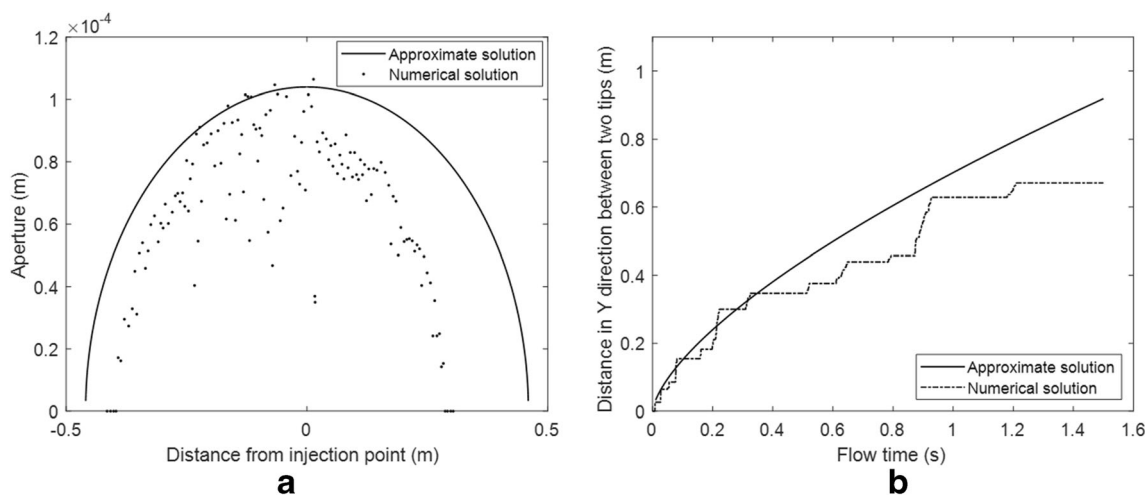 ×10⁻⁴
1.2
1
0.8
0.6
0.4
0.2
0
-0.5
0
0.5
Aperture (m)
Distance from injection point (m)
Approximate solution
Numerical solution
a
1
0.8
0.6
0.4
0.2
0
0
0.2
0.4
0.6
0.8
1
1.2
1.4
1.6
Distance in Y direction between two tips (m)
Flow time (s)
Approximate solution
Numerical solution
b